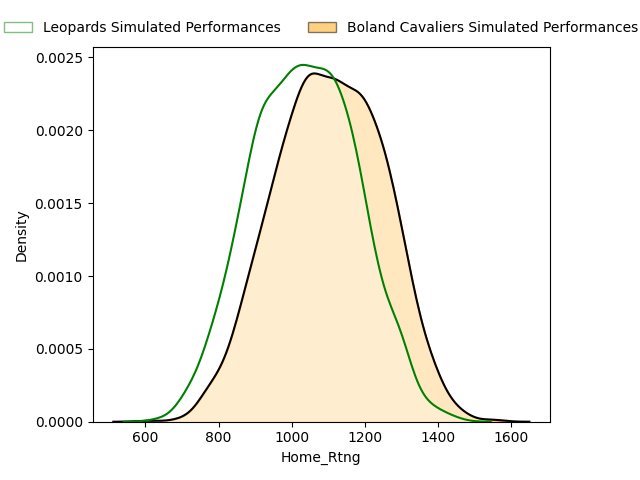 Leopards Simulated Performances Boland Cavaliers Simulated Performances
0.0025
0.0020
0.0015
0.0010
0.0005
0.0000
Density
600 800 1000 1200 1400 1600
Home_Rtng